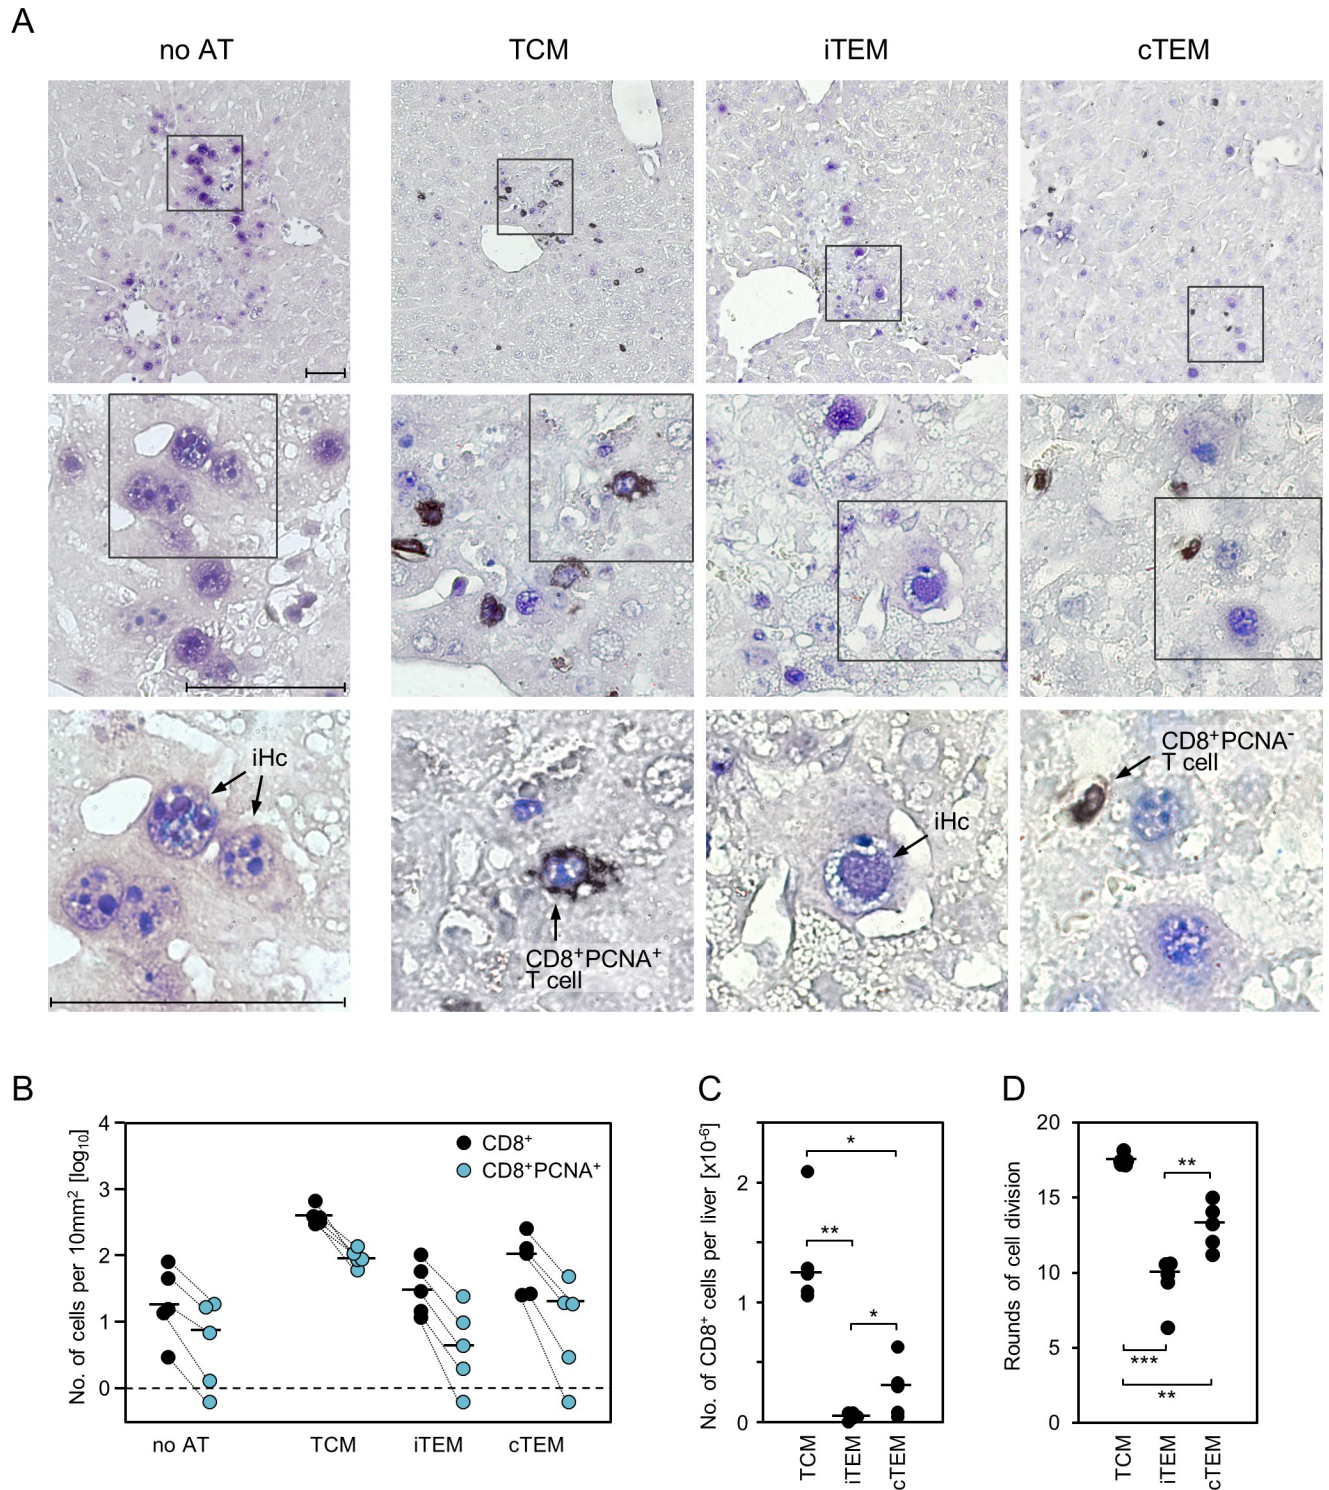 A
no AT
TCM
iTEM
cTEM
iHc
CD8⁺PCNA⁺
T cell
iHc
CD8⁺PCNA⁻
T cell
B
No. of cells per 10mm² [log₁₀]
4
3
2
1
0
CD8⁺
CD8⁺PCNA⁺
no AT
TCM
iTEM
cTEM
C
No. of CD8⁺ cells per liver [x10⁻⁶]
2
1
0
*
**
*
TCM
iTEM
cTEM
D
Rounds of cell division
20
15
10
5
0
**
***
**
TCM
iTEM
cTEM